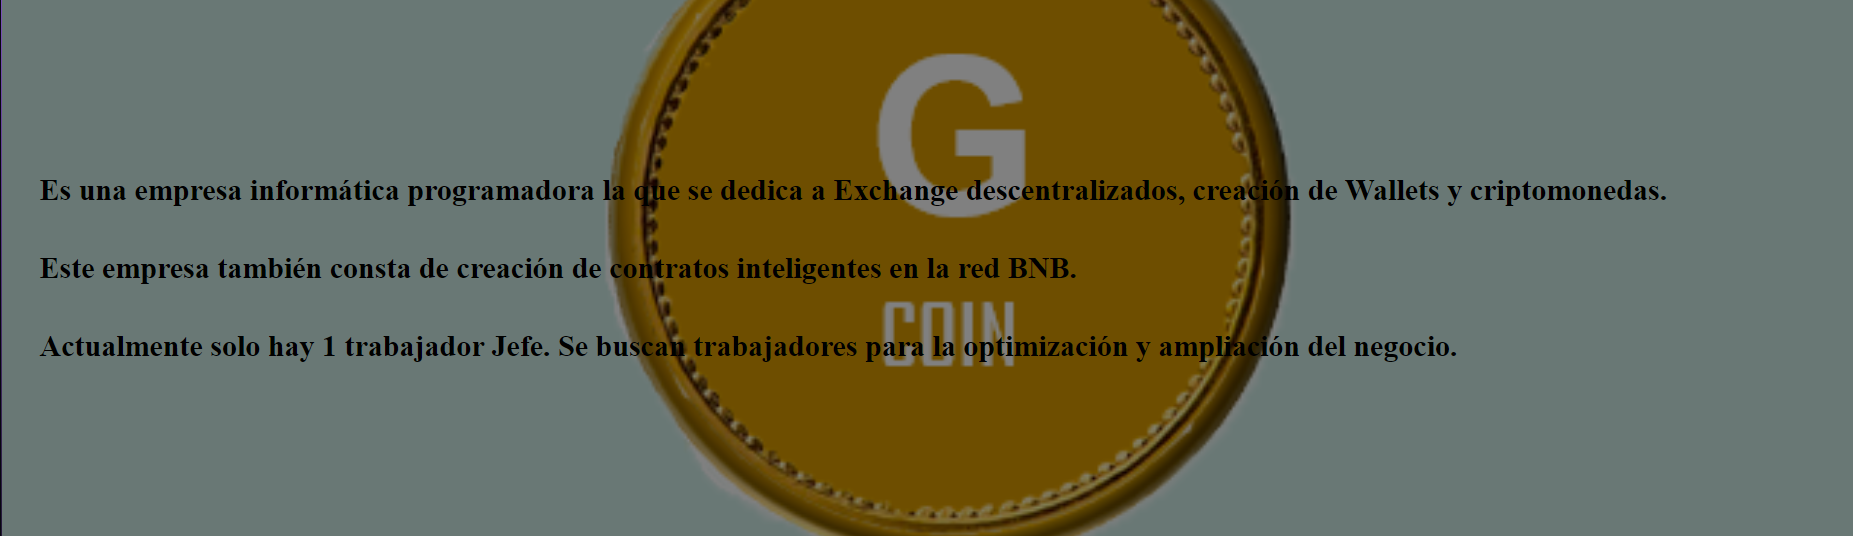 G
Es una empresa informática programadora la que se dedica a Exchange descentralizados, creación de Wallets y criptomonedas.
Este empresa también consta de creación de contratos inteligentes en la red BNB.
COIN
Actualmente solo hay 1 trabajador Jefe. Se buscan trabajadores para la optimización y ampliación del negocio.